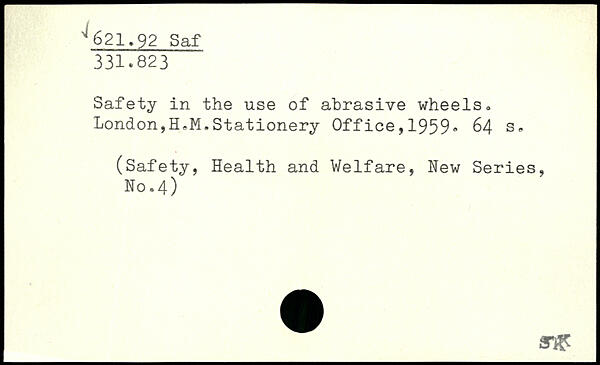 621.92 Saf
331.823
Safety in the use of abrasive wheels.
London,H.M.Stationery Office,1959. 64 s.
(Safety, Health and Welfare, New Series,
No.4)
SK